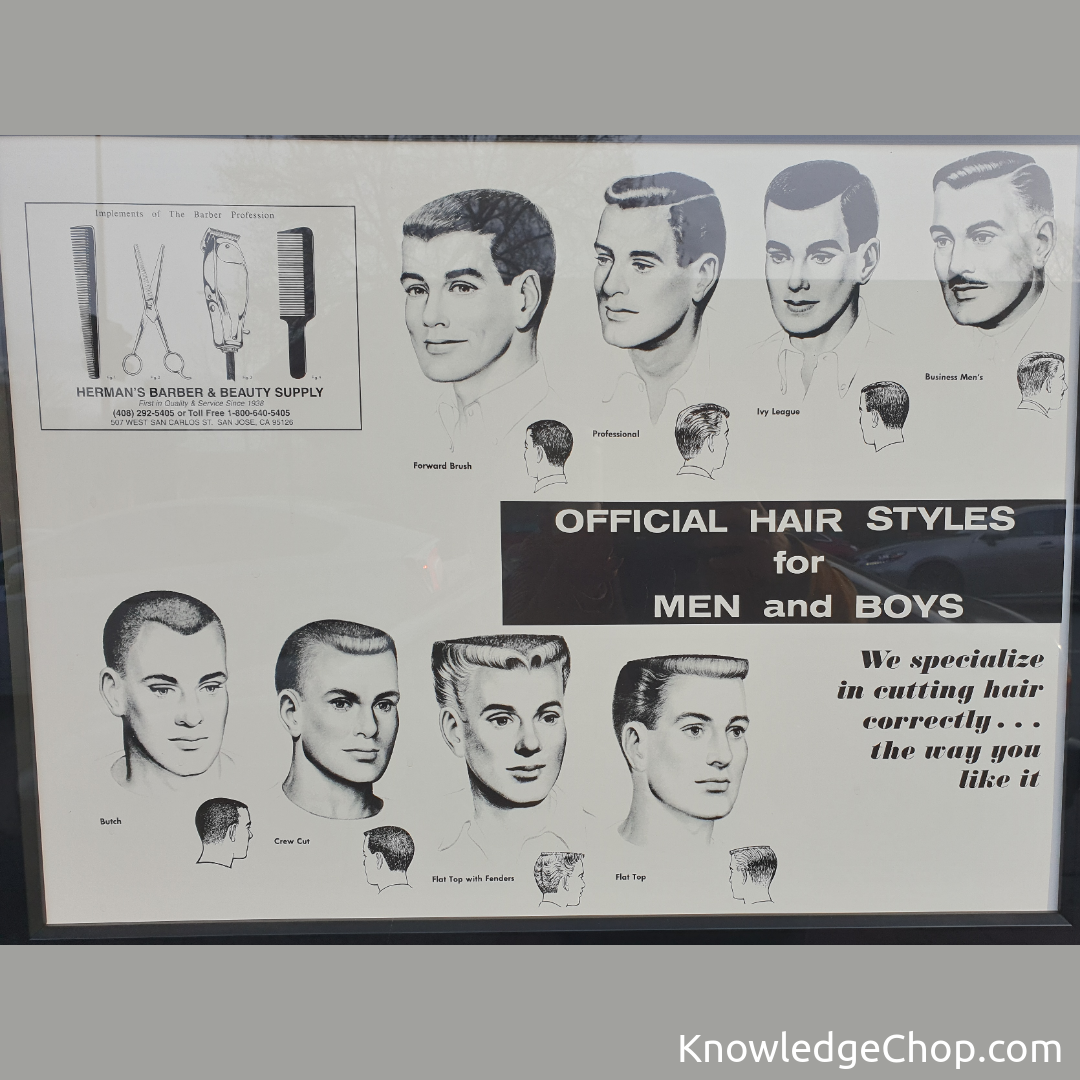 Implements of The Barber Profession
HERMAN'S BARBER & BEAUTY SUPPLY
First in Quality & Service Since 1938
(408) 292-5405 or Toll Free 1-800-640-5405
507 WEST SAN CARLOS ST. SAN JOSE, CA 95126
Forward Brush
Professional
Ivy League
Business Men's
OFFICIAL HAIR STYLES
for
MEN and BOYS
We specialize
in cutting hair
correctly...
the way you
like it
Butch
Crew Cut
Flat Top with Fenders
Flat Top
KnowledgeChop.com